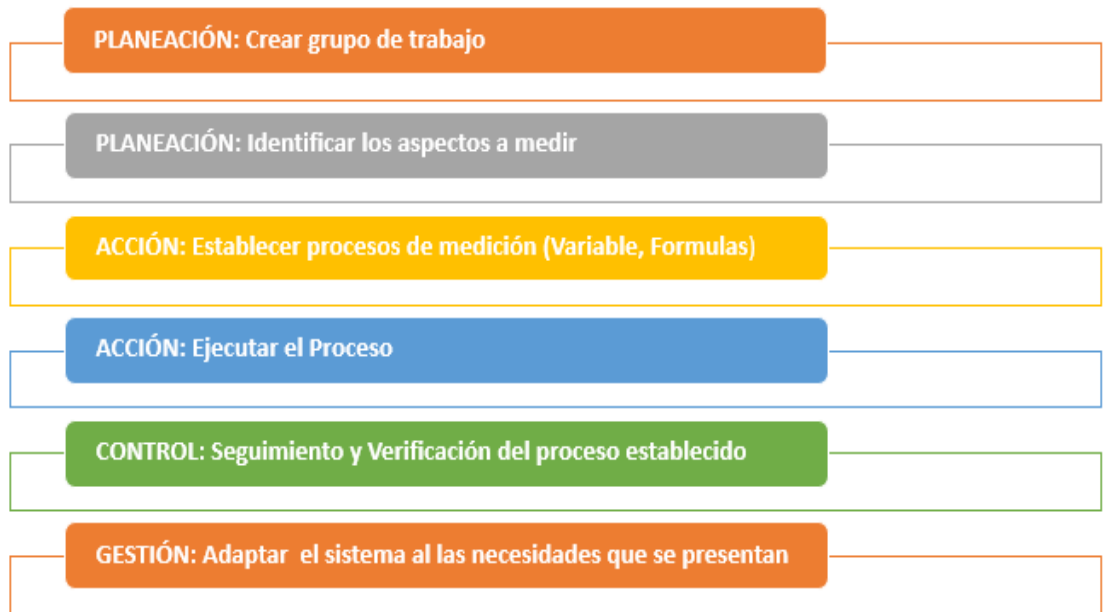 PLANEACIÓN: Crear grupo de trabajo
PLANEACIÓN: Identificar los aspectos a medir
ACCIÓN: Establecer procesos de medición (Variable, Formulas)
ACCIÓN: Ejecutar el Proceso
CONTROL: Seguimiento y Verificación del proceso establecido
GESTIÓN: Adaptar  el sistema al las necesidades que se presentan